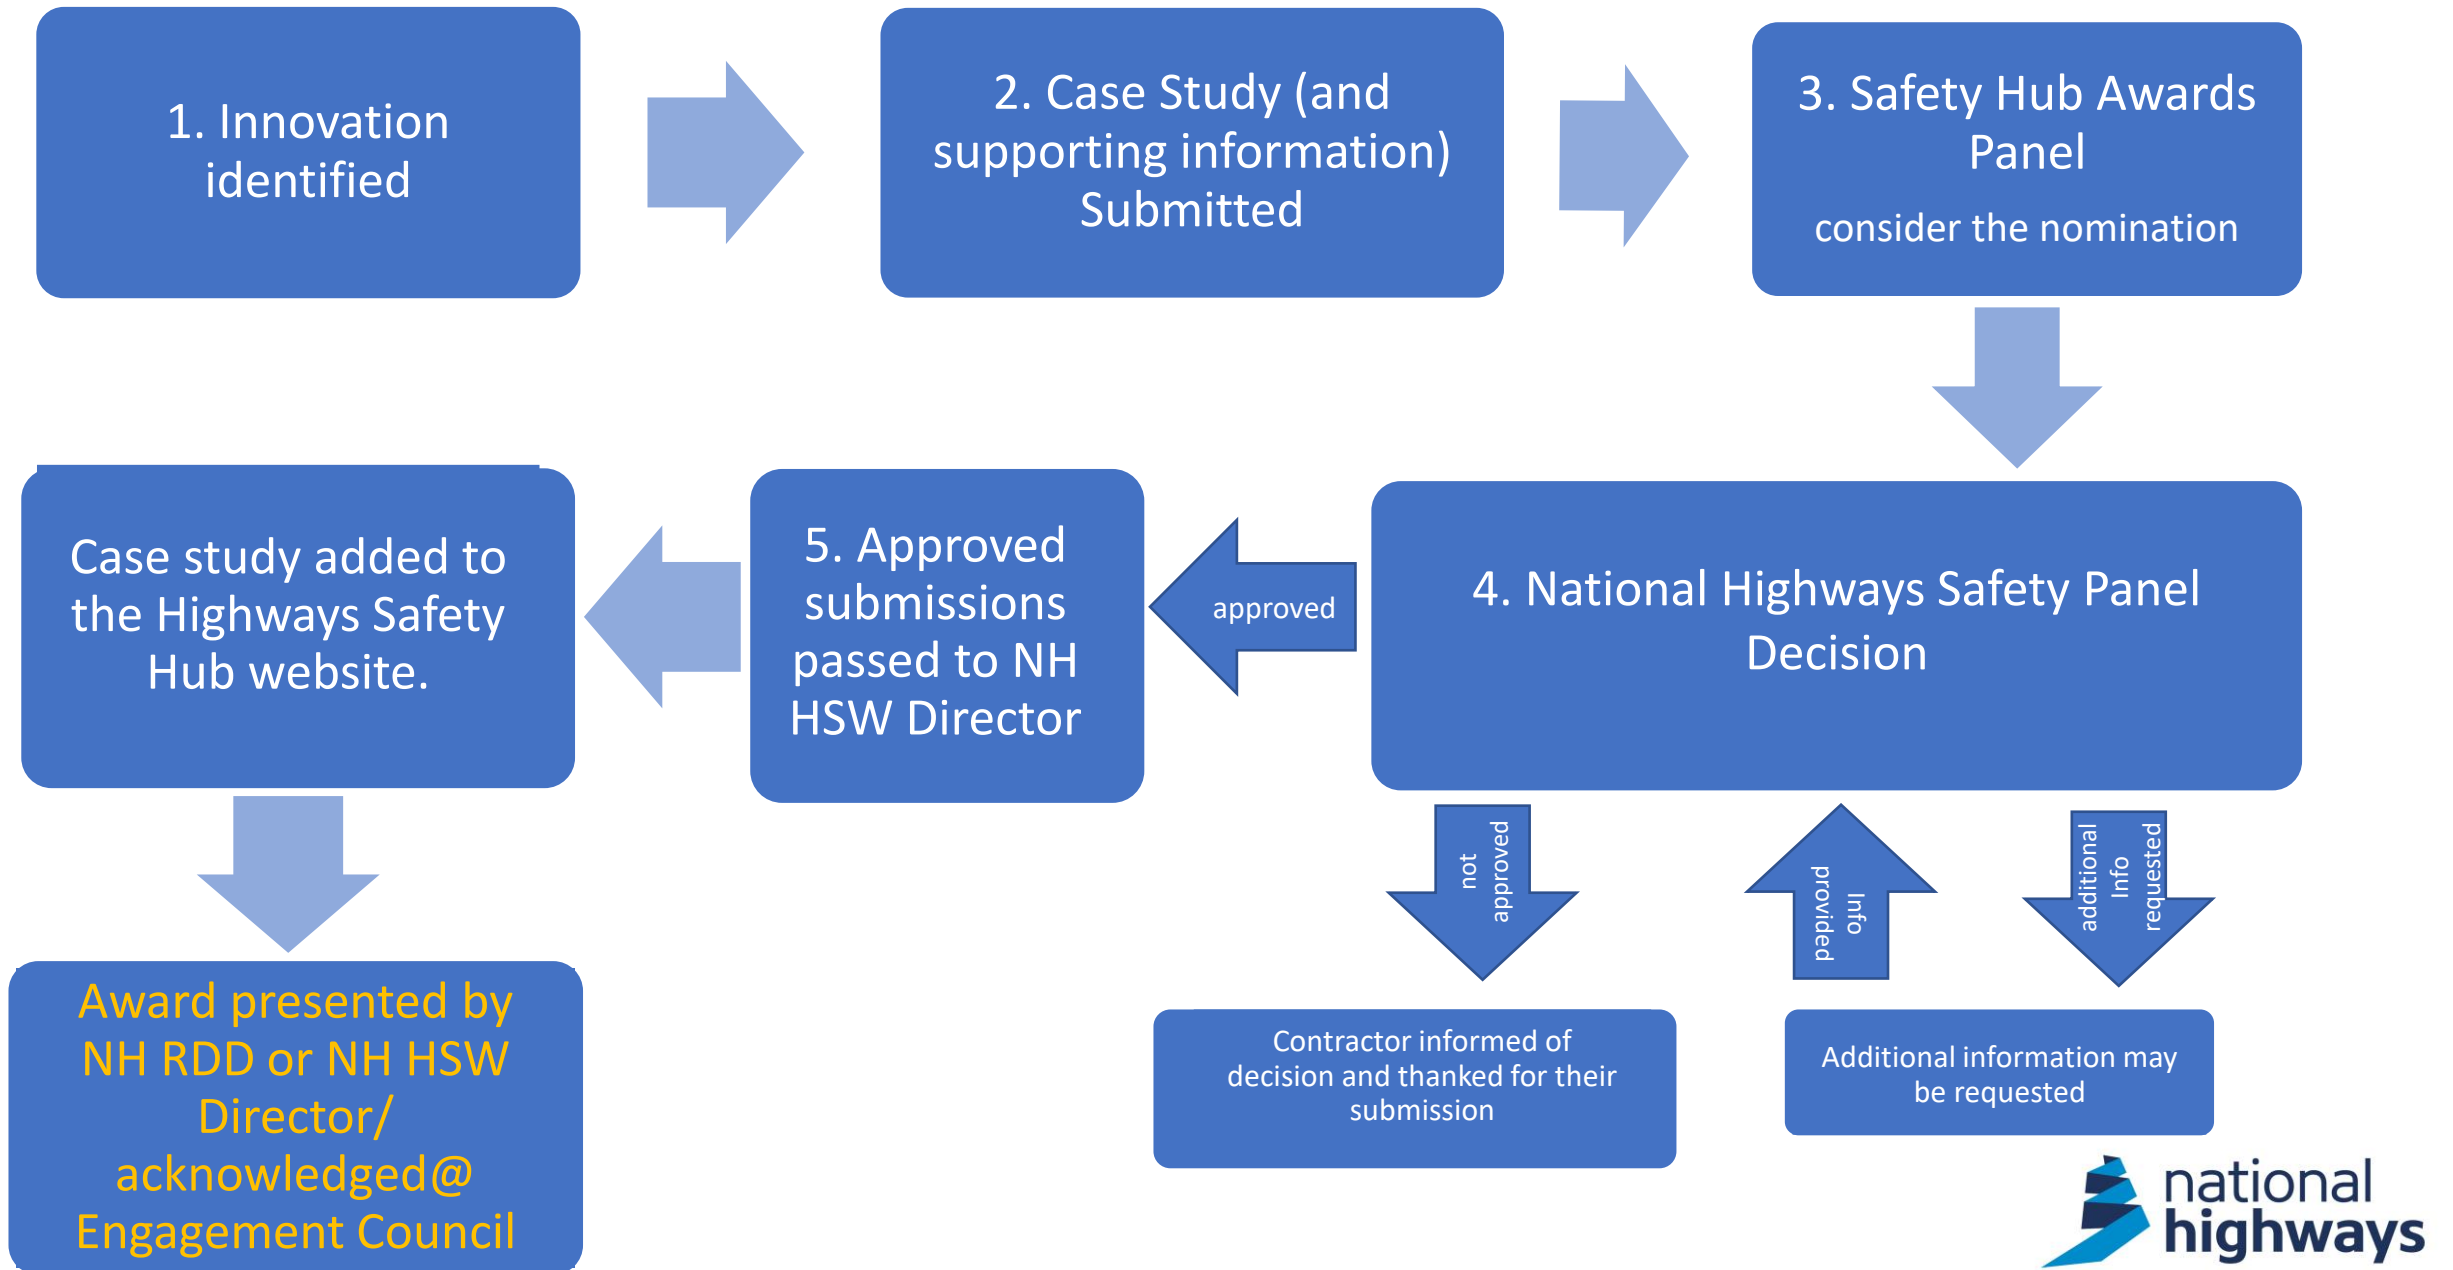 1. Innovation
identified
2. Case Study (and
supporting information)
Submitted
3. Safety Hub Awards
Panel
consider the nomination
4. National Highways Safety Panel
Decision
approved
5. Approved
submissions
passed to NH
HSW Director
Case study added to
the Highways Safety
Hub website.
Award presented by
NH RDD or NH HSW
Director/
acknowledged@
Engagement Council
not
approved
Contractor informed of
decision and thanked for their
submission
Info
provided
additional
Info
requested
Additional information may
be requested
national
highways